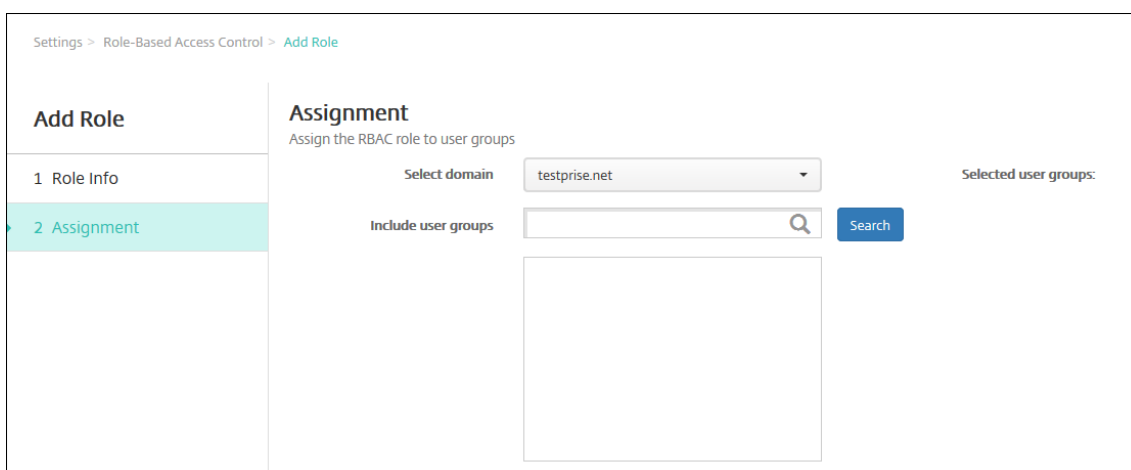 Settings > Role-Based Access Control > Add Role
Add Role
1 Role Info
2 Assignment
Assignment
Assign the RBAC role to user groups
Select domain
testprise.net
Selected user groups:
Include user groups
Search